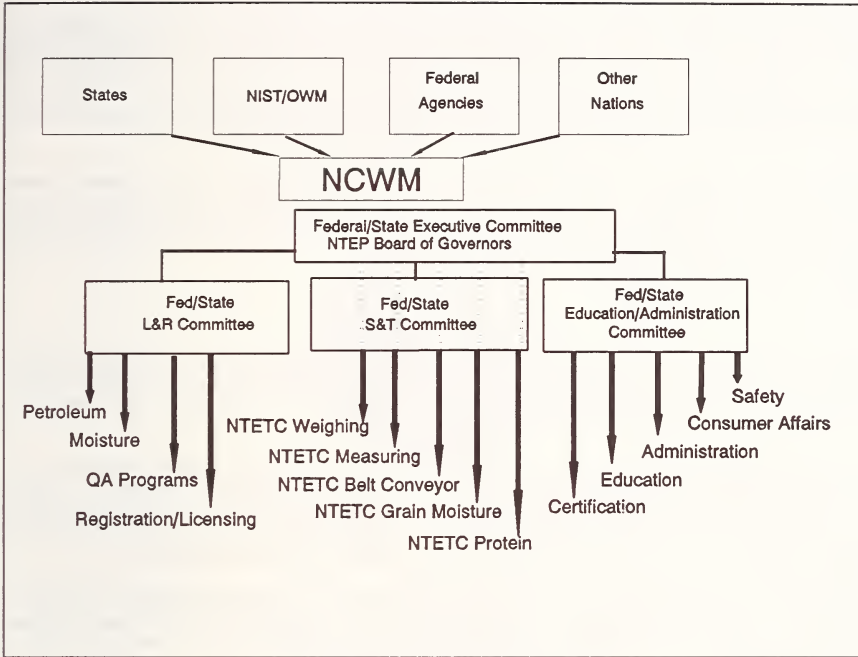 States
NIST/OWM
Federal
Agencies
Other
Nations
NCWM
Federal/State Executive Committee
NTEP Board of Governors
Fed/State
L&R Committee
Fed/State
S&T Committee
Fed/State
Education/Administration
Committee
Petroleum
Moisture
QA Programs
Registration/Licensing
NTETC Weighing
NTETC Measuring
NTETC Belt Conveyor
NTETC Grain Moisture
NTETC Protein
Safety
Consumer Affairs
Administration
Education
Certification